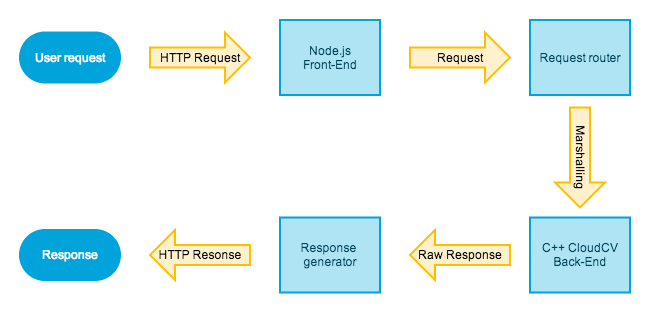 User request
HTTP Request
Node.js
Front-End
Request
Request router
Marshalling
Response
HTTP Resonse
Response
generator
Raw Response
C++ CloudCV
Back-End